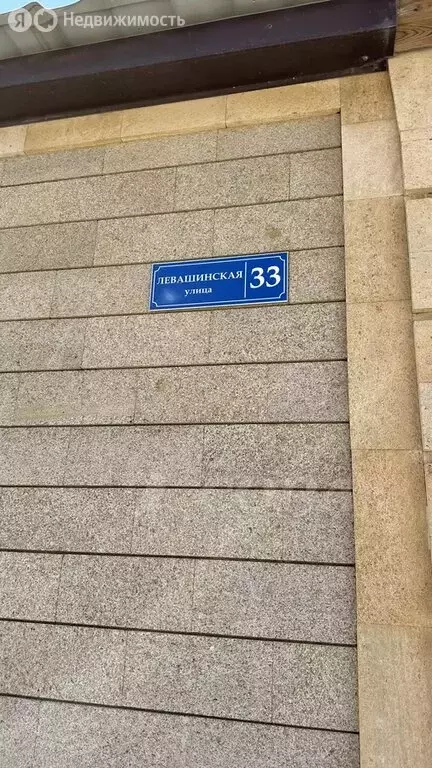 Я Недвижимость
ЛЕВАШИНСКАЯ
улица
33